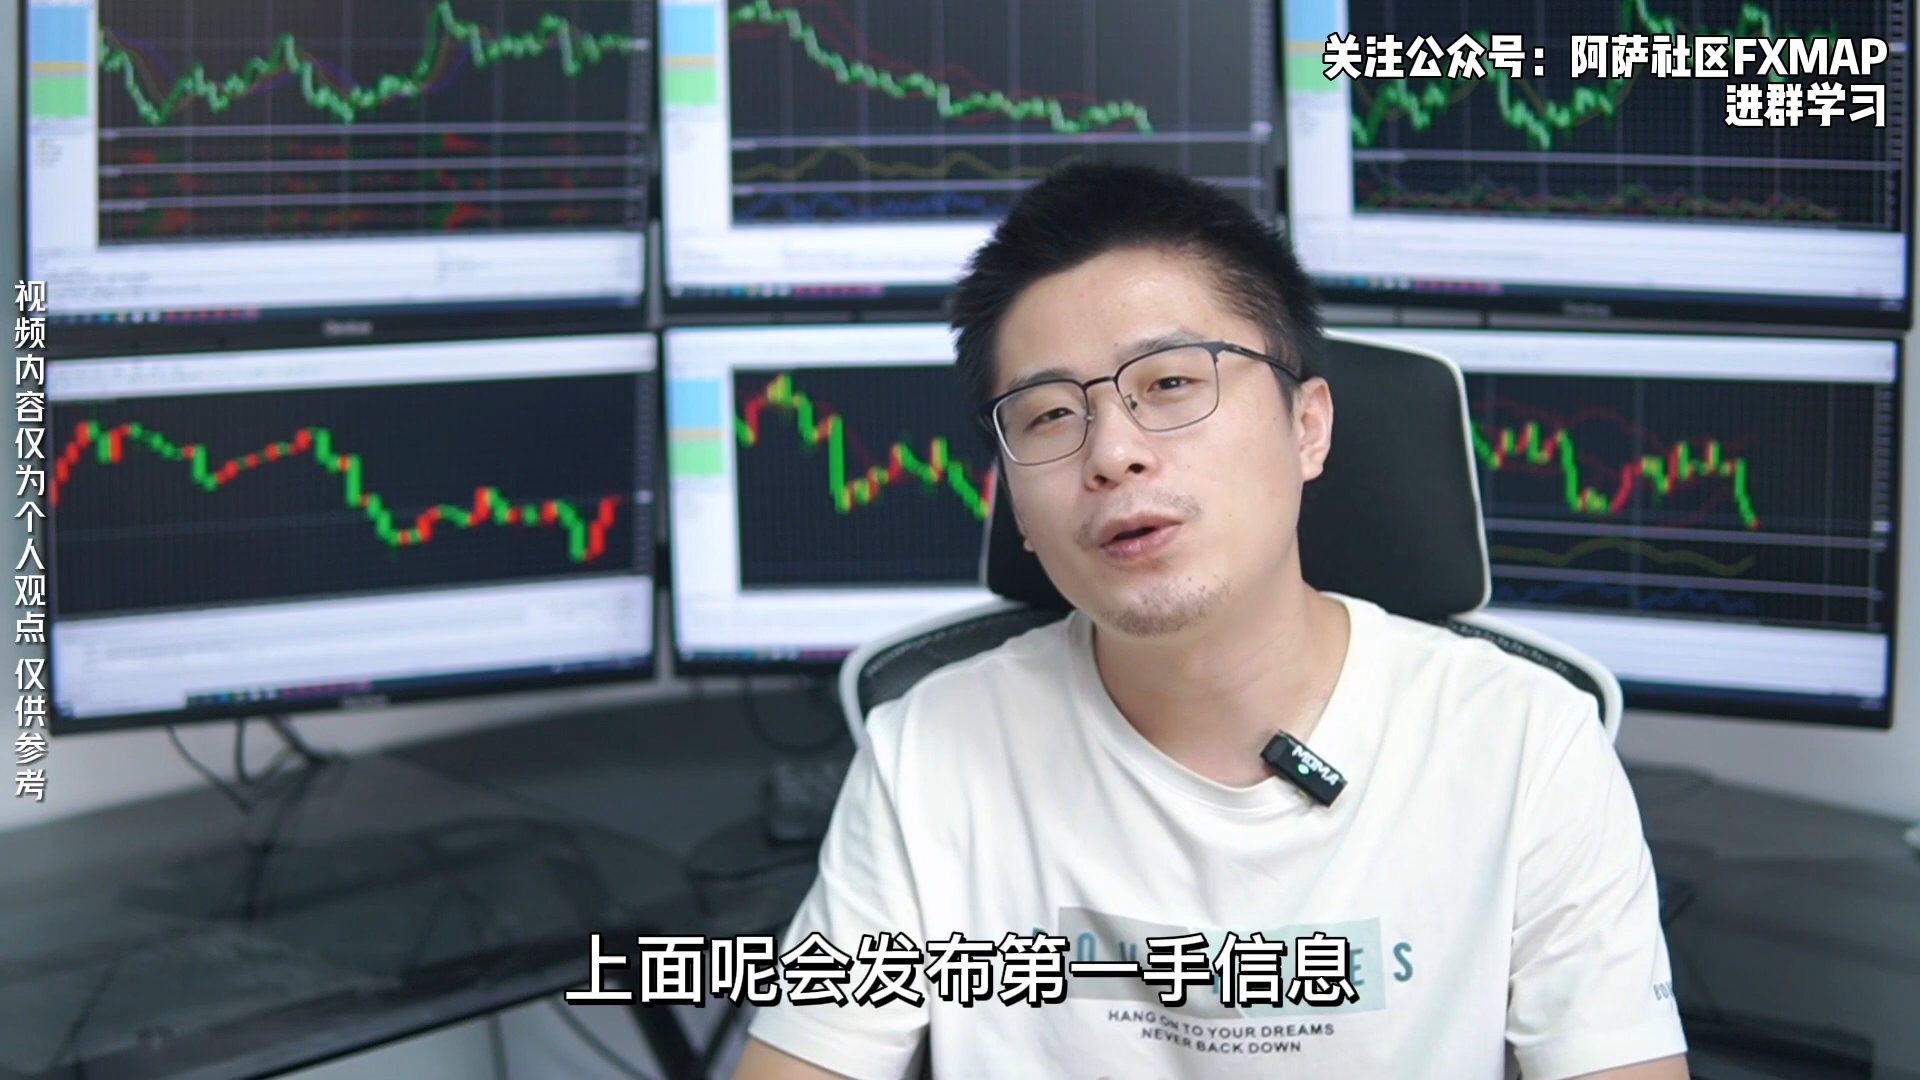 关注公众号：阿萨社区FXMAP
进群学习
视频内容仅为个人观点 仅供参考
MOMA
上面呢会发布第一手信息
HANG ON TO YOUR DREAMS
NEVER BACK DOWN